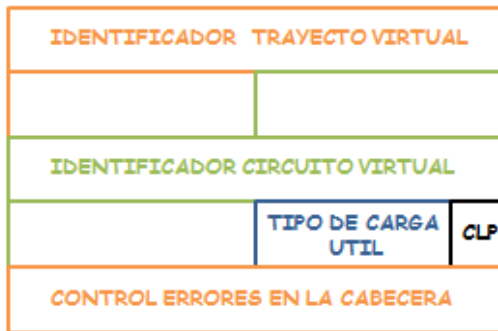 IDENTIFICADOR TRAYECTO VIRTUAL
IDENTIFICADOR CIRCUITO VIRTUAL
TIPO DE CARGA
UTIL
CLP
CONTROL ERRORES EN LA CABECERA